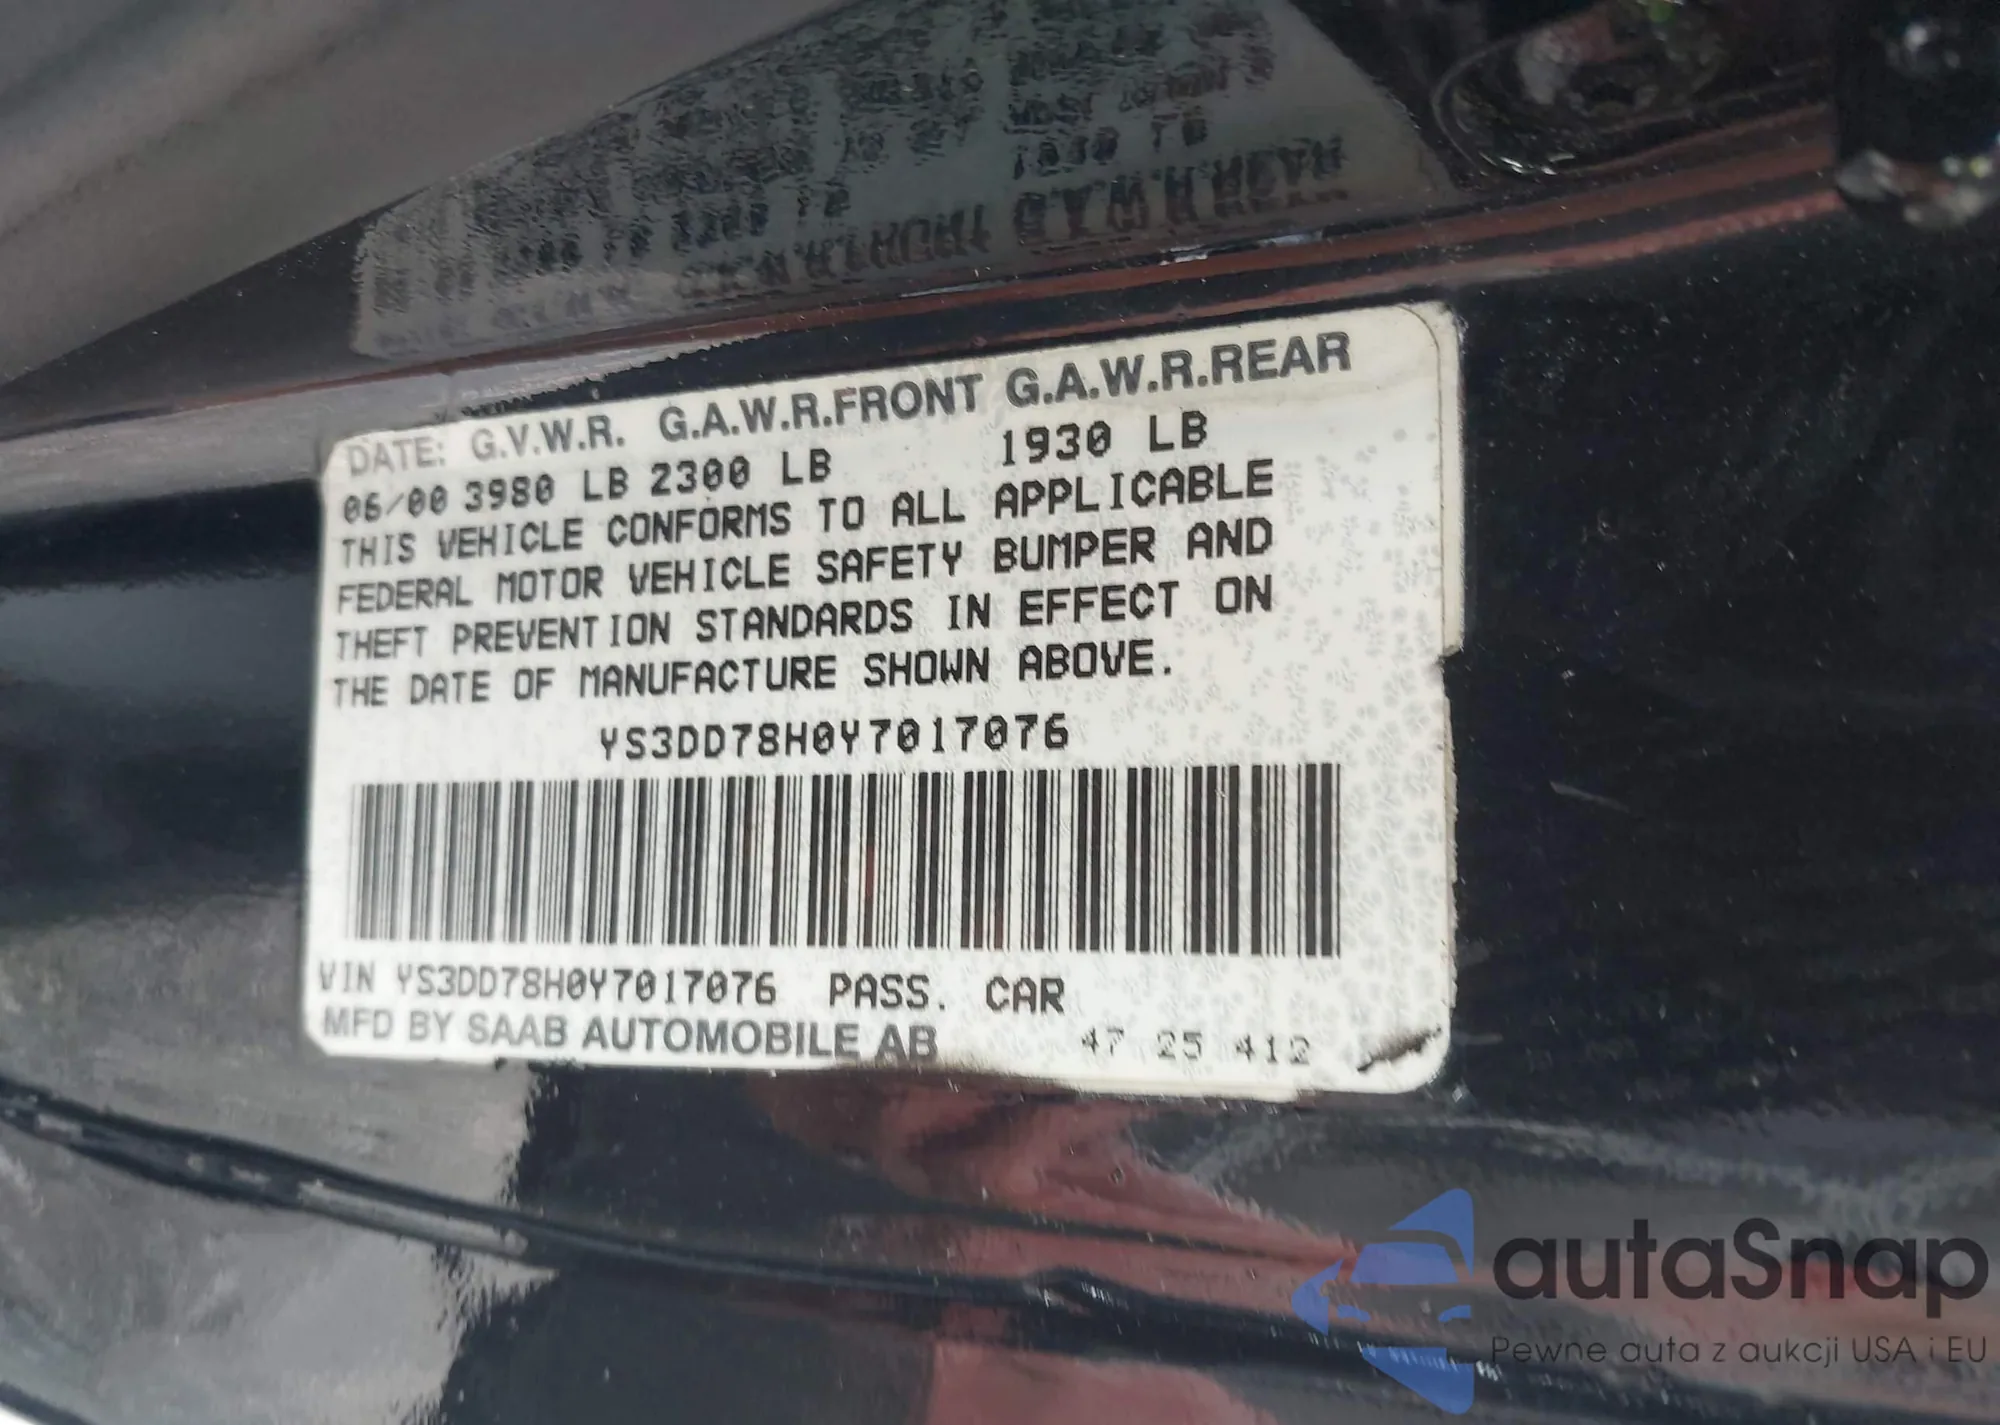 DATE: G.V.W.R. G.A.W.R.FRONT G.A.W.R.REAR
06/00 3980 LB 2300 LB 1930 LB
THIS VEHICLE CONFORMS TO ALL APPLICABLE
FEDERAL MOTOR VEHICLE SAFETY BUMPER AND
THEFT PREVENTION STANDARDS IN EFFECT ON
THE DATE OF MANUFACTURE SHOWN ABOVE.
YS3DD78H0Y7017076
VIN YS3DD78H0Y7017076 PASS. CAR
MFD BY SAAB AUTOMOBILE AB 47 25 412
autaSnap
Pewne auta z aukcji USA i EU